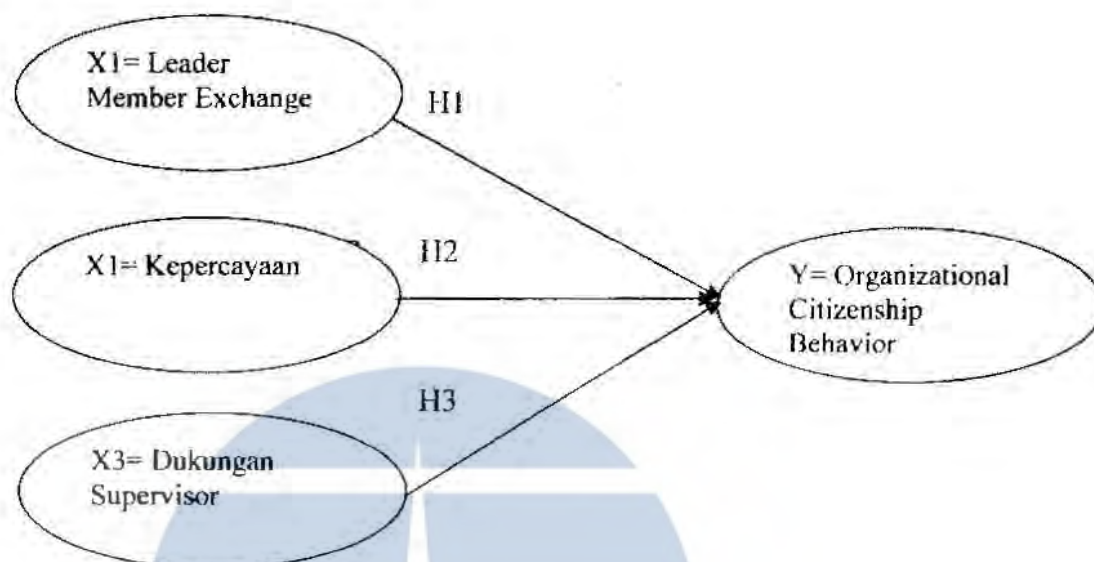 X1= Leader
Member Exchange
H1
X1= Kepercayaan
H2
Y= Organizational
Citizenship
Behavior
H3
X3= Dukungan
Supervisor